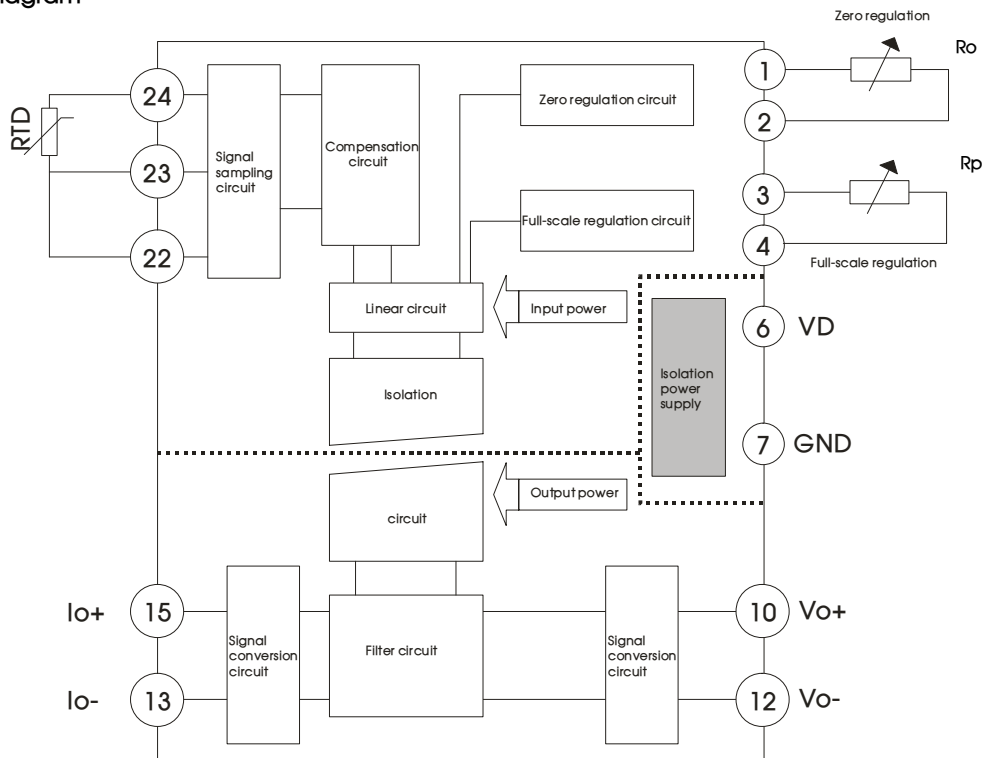 Zero regulation
Ro
1
24
Zero regulation circuit
2
RTD
Compensation
circuit
Signal
sampling
circuit
23
Rp
3
Full-scale regulation circuit
4
22
Full-scale regulation
Linear circuit
Input power
6
VD
Isolation
power
supply
Isolation
7
GND
Output power
circuit
Io+
15
10
Vo+
Signal
conversion
circuit
Filter circuit
Signal
conversion
circuit
Io-
13
12
Vo-